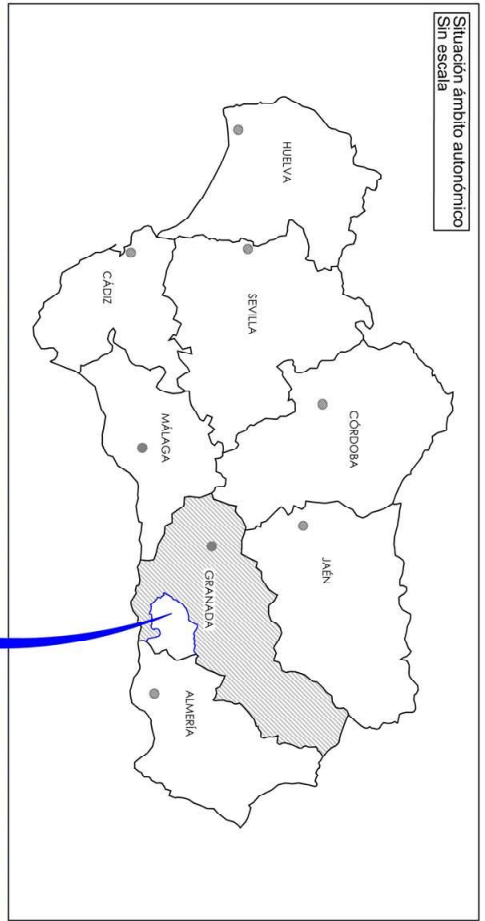 Situación ámbito autonómico
Sin escala
HUELVA
SEVILLA
CÓRDOBA
JAÉN
CÁDIZ
MÁLAGA
GRANADA
ALMERÍA